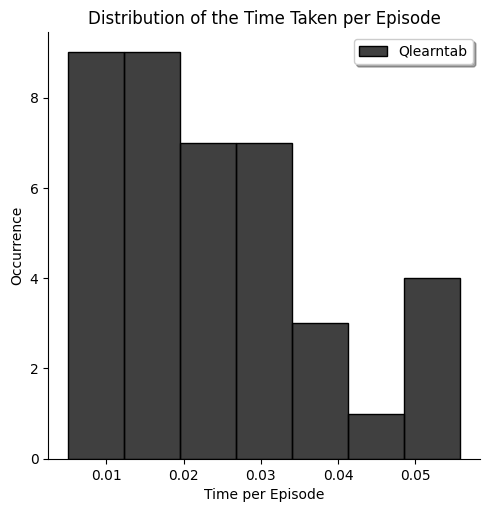 Distribution of the Time Taken per Episode
Qlearntab
Occurrence
8
6
4
2
0
0.01 0.02 0.03 0.04 0.05
Time per Episode